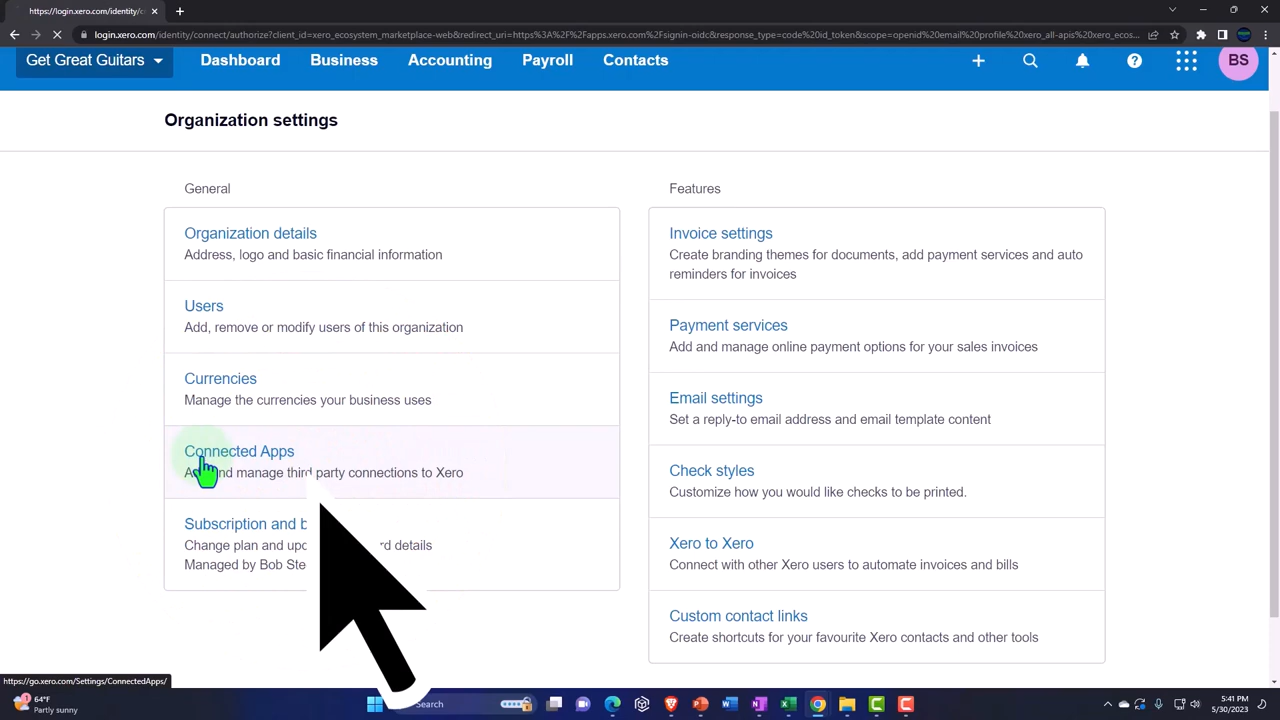 https://login.xero.com/identity/c
login.xero.com/identity/connect/authorize?client_id=xero_ecosystem_marketplace-web&redirect_uri=https%3A%2F%2Fapps.xero.com%2Fsignin-oidc&response_type=code%20id_token&scope=openid%20email%20profile%20xero_all-apis%20xero_ecos...
Get Great Guitars
Dashboard
Business
Accounting
Payroll
Contacts
BS
Organization settings
General
Organization details
Address, logo and basic financial information
Users
Add, remove or modify users of this organization
Currencies
Manage the currencies your business uses
Connected Apps
and manage third party connections to Xero
Subscription and b
Change plan and upd rd details
Managed by Bob Ste
Features
Invoice settings
Create branding themes for documents, add payment services and auto
reminders for invoices
Payment services
Add and manage online payment options for your sales invoices
Email settings
Set a reply-to email address and email template content
Check styles
Customize how you would like checks to be printed.
Xero to Xero
Connect with other Xero users to automate invoices and bills
Custom contact links
Create shortcuts for your favourite Xero contacts and other tools
https://go.xero.com/Settings/ConnectedApps/
64°F
Partly sunny
Search
5:41 PM
5/30/2023